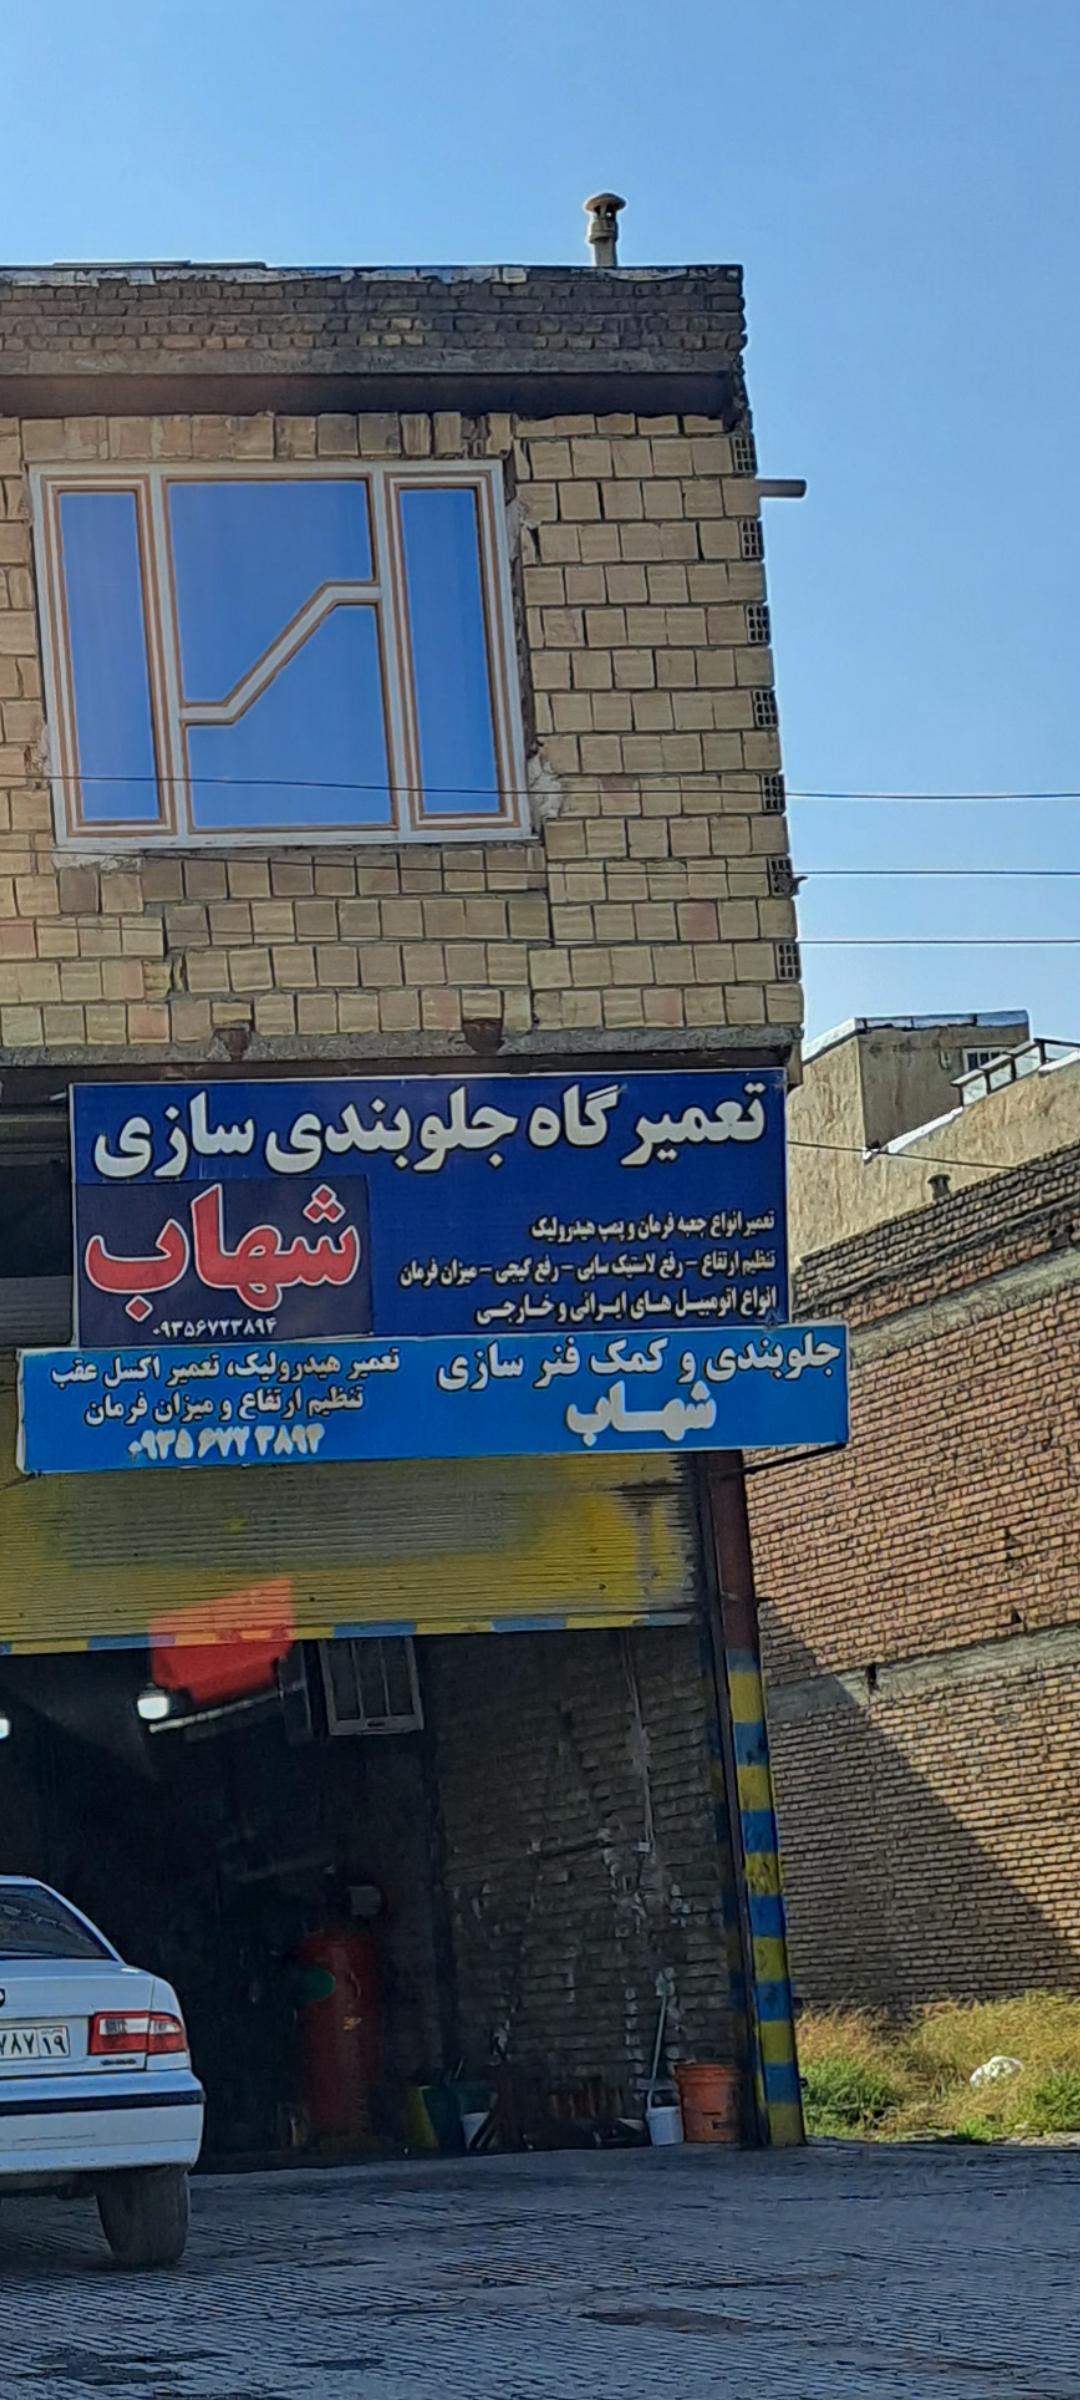 تعمیرگاه جلوبندی سازی
شهاب
۰۹۳۵۶۷۲۳۸۹۴
تعمیر انواع جعبه فرمان و پمپ هیدرولیک
تنظیم ارتفاع - رفع لاستیک سابی - رفع گیجی - میزان فرمان
انواع اتومبیل های ایرانی و خارجی
جلوبندی و کمک فنر سازی
شهاب
تعمیر هیدرولیک، تعمیر اکسل عقب
تنظیم ارتفاع و میزان فرمان
۰۹۳۵ ۶۷۲ ۳۸۹۴
۷۸۷ ۱۹